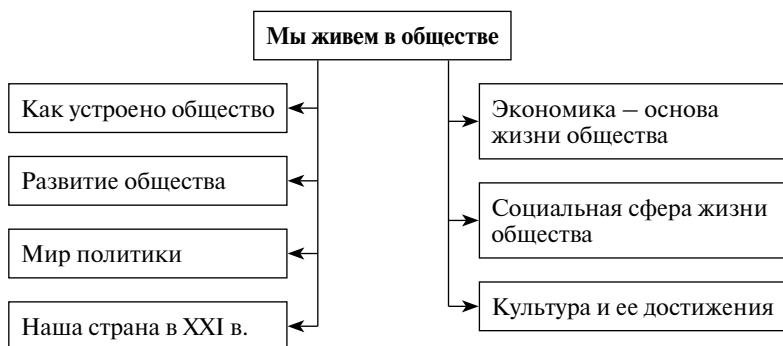 Мы живем в обществе
Как устроено общество
Развитие общества
Мир политики
Наша страна в XXI в.
Экономика – основа
жизни общества
Социальная сфера жизни
общества
Культура и ее достижения